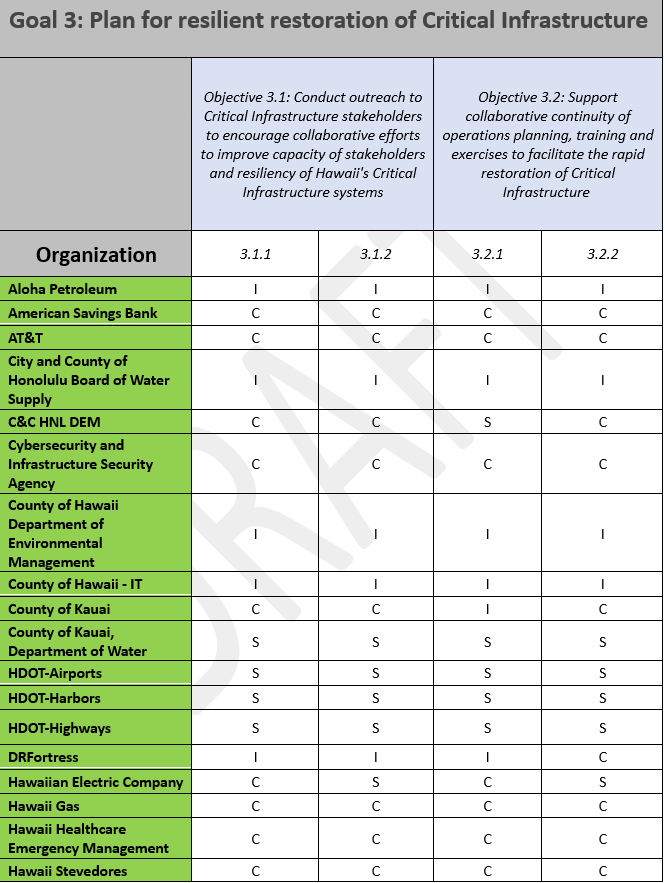 Goal 3: Plan for resilient restoration of Critical Infrastructure
Objective 3.1: Conduct outreach to
Critical Infrastructure stakeholders
to encourage collaborative efforts
to improve capacity of stakeholders
and resiliency of Hawaii's Critical
Infrastructure systems
Objective 3.2: Support
collaborative continuity of
operations planning, training and
exercises to facilitate the rapid
restoration of Critical
Infrastructure
Organization 3.1.1 3.1.2 3.2.1 3.2.2
Aloha Petroleum I I I I
American Savings Bank C C C C
AT&T C C C C
City and County of
Honolulu Board of Water
Supply
I I I I
C&C HNL DEM C C S C
Cybersecurity and
Infrastructure Security
Agency
C C C C
County of Hawaii
Department of
Environmental
Management
I I I I
County of Hawaii - IT I I I I
County of Kauai C C I C
County of Kauai,
Department of Water
S S S S
HDOT-Airports S S S S
HDOT-Harbors S S S S
HDOT-Highways S S S S
DRFortress I I I C
Hawaiian Electric Company C S C S
Hawaii Gas C C C C
Hawaii Healthcare
Emergency Management
C C C C
Hawaii Stevedores C C C C
DRAFT